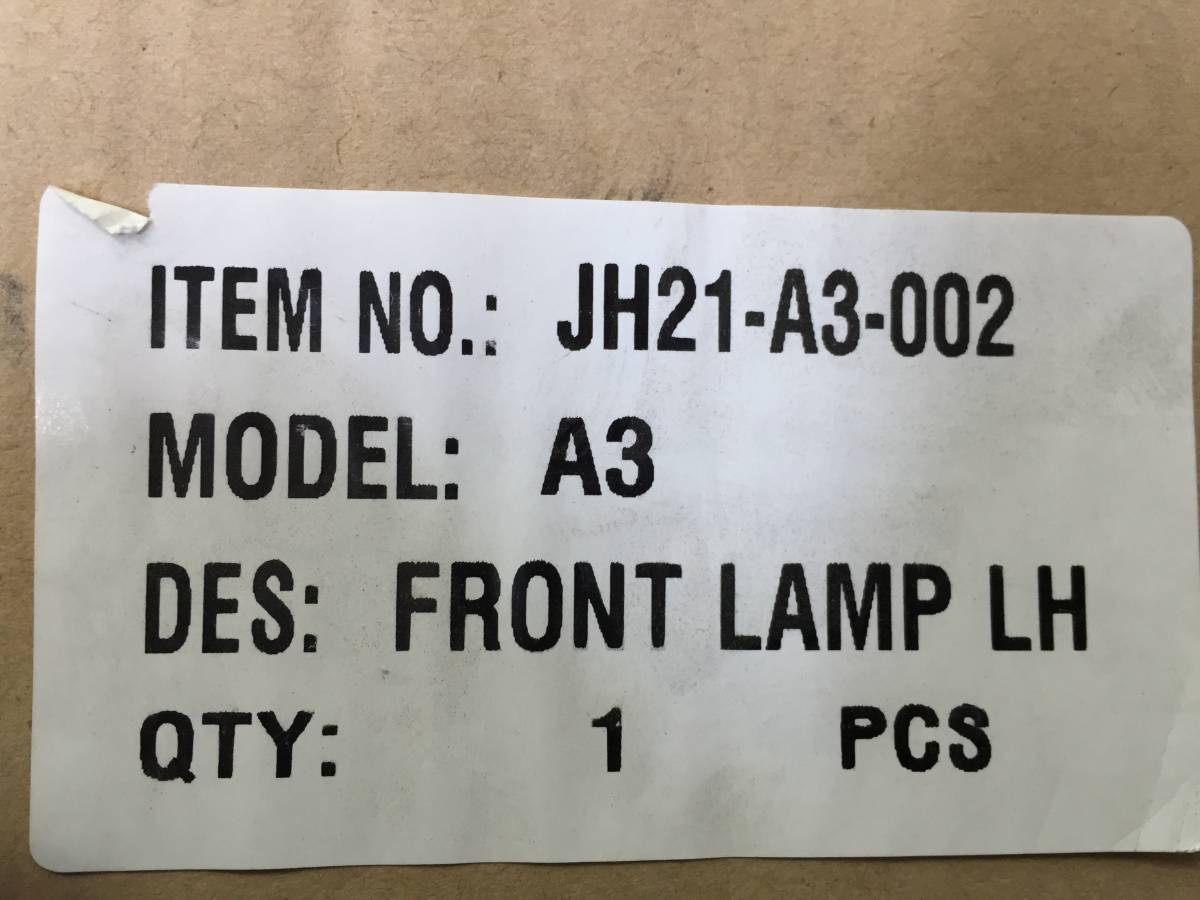 ITEM NO.: JH21-A3-002
MODEL: A3
DES: FRONT LAMP LH
QTY: 1 PCS